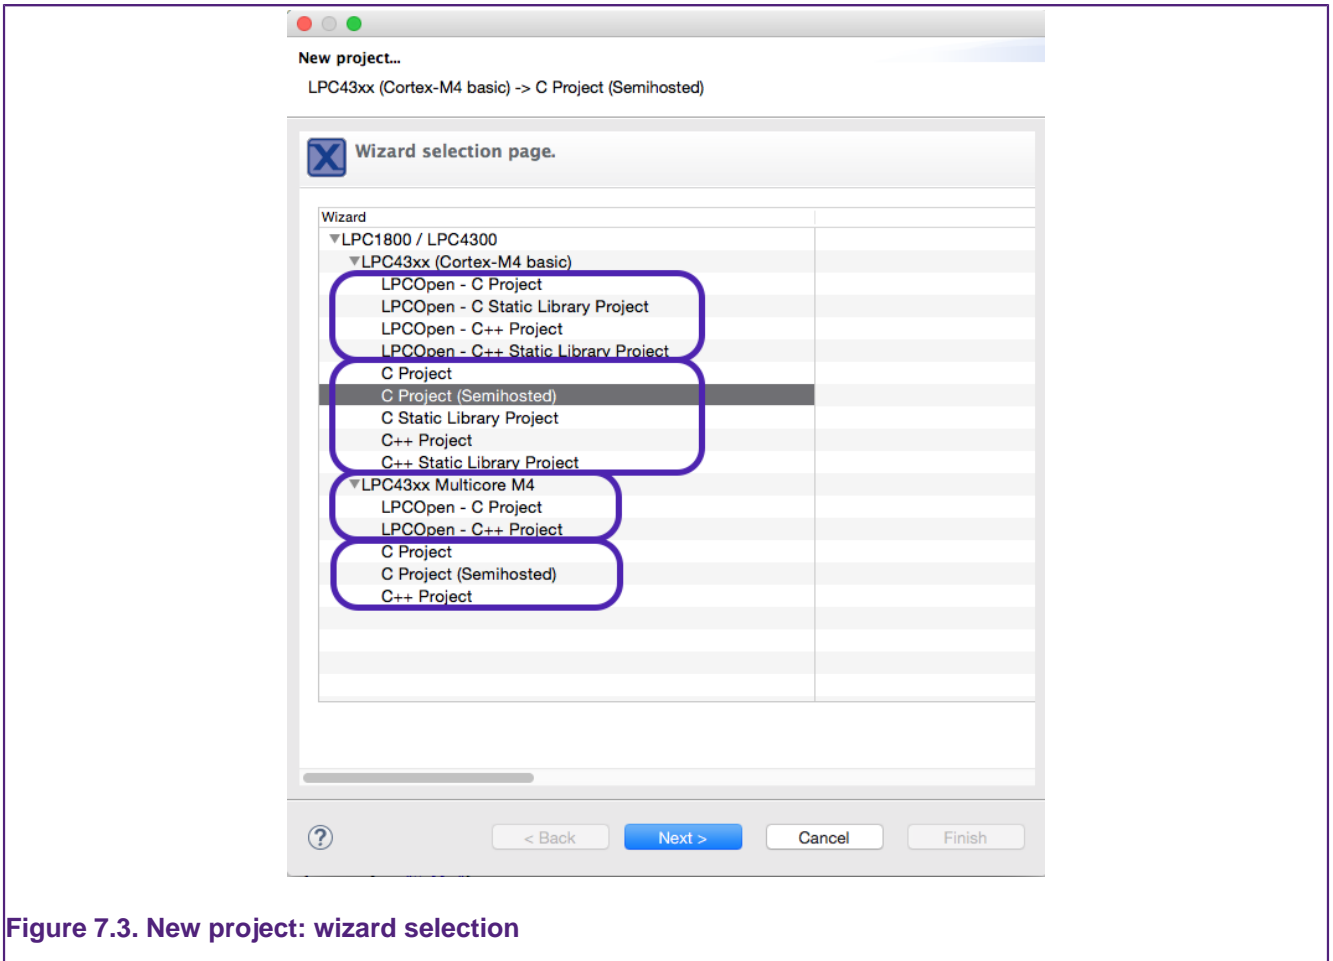 New project...
LPC43xx (Cortex-M4 basic) -> C Project (Semihosted)
Wizard selection page.
Wizard
LPC1800 / LPC4300
LPC43xx (Cortex-M4 basic)
LPCOpen - C Project
LPCOpen - C Static Library Project
LPCOpen - C++ Project
LPCOpen - C++ Static Library Project
C Project
C Project (Semihosted)
C Static Library Project
C++ Project
C++ Static Library Project
LPC43xx Multicore M4
LPCOpen - C Project
LPCOpen - C++ Project
C Project
C Project (Semihosted)
C++ Project
?
< Back
Next >
Cancel
Finish
Figure 7.3. New project: wizard selection